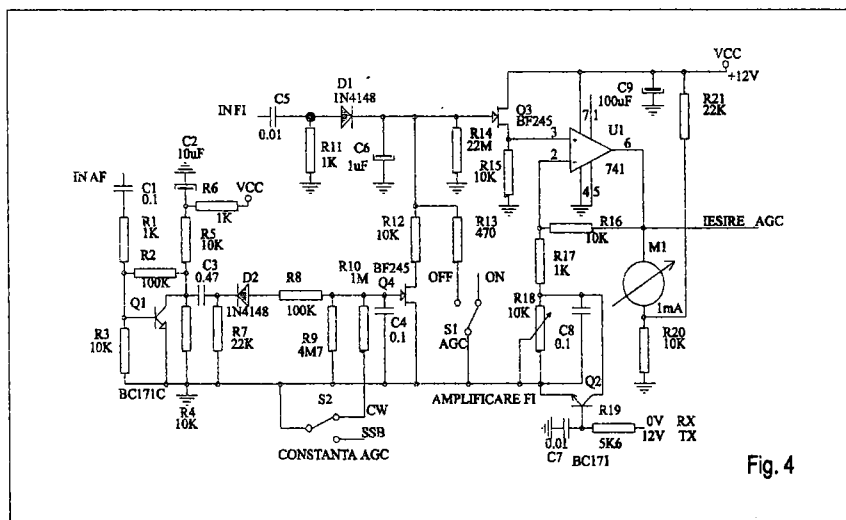 VCC
+12V
C9
100uF
R21
22K
D1
1N4148
C5
IN FI
0.01
R11
1K
C6
1uF
R14
22M
Q3
BF245
R15
10K
7
1
U1
3
2
6
741
4
5
C2
10uF
IN AF
C1
0.1
R6
VCC
1K
R1
1K
R5
10K
R2
100K
C3
0.47
D2
1N4148
R8
100K
R10
1M
BF245
Q4
R12
10K
R13
470
OFF
ON
S1
AGC
R16
10K
IESIRE AGC
R17
1K
M1
1mA
R18
10K
C8
0.1
R20
10K
Q1
R3
10K
BC171C
R7
22K
R9
4M7
C4
0.1
R4
10K
S2
CW
SSB
CONSTANTA AGC
AMPLIFICARE FI
Q2
R19
5K6
0V RX
12V TX
0.01
C7
BC171
Fig. 4